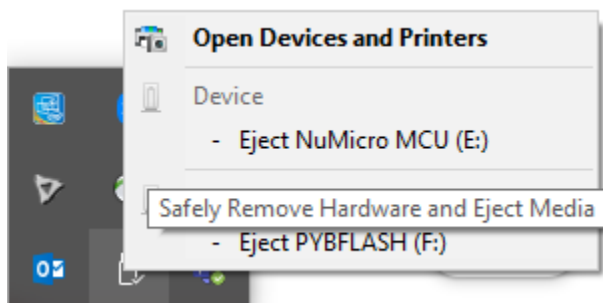 Open Devices and Printers
Device
- Eject NuMicro MCU (E:)
Safely Remove Hardware and Eject Media
- Eject PYBFLASH (F:)